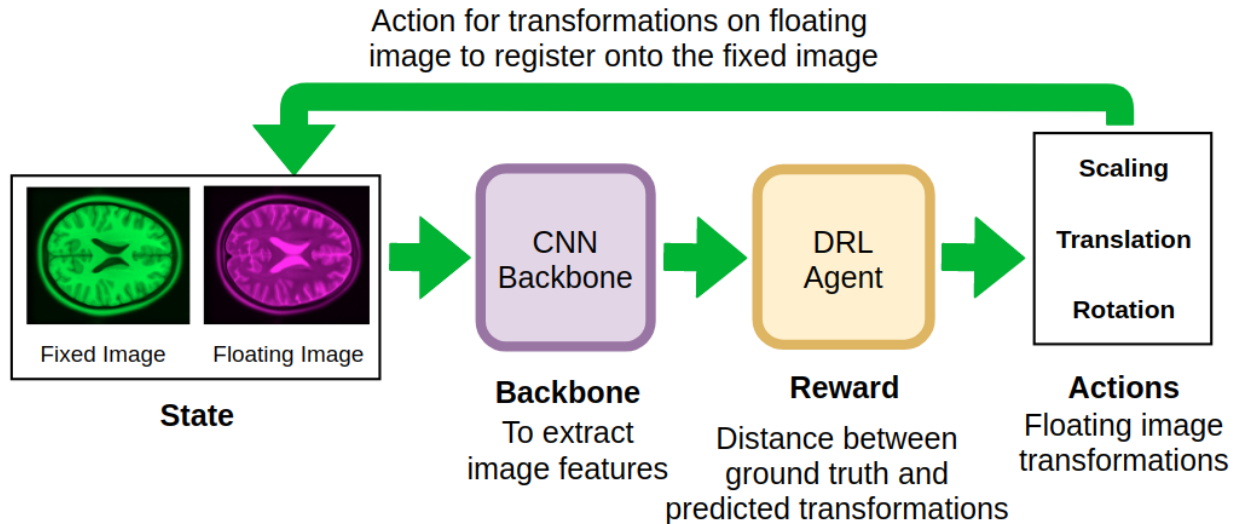 Action for transformations on floating
image to register onto the fixed image
Fixed Image
Floating Image
State
CNN
Backbone
Backbone
To extract
image features
DRL
Agent
Reward
Distance between
ground truth and
predicted transformations
Scaling
Translation
Rotation
Actions
Floating image
transformations